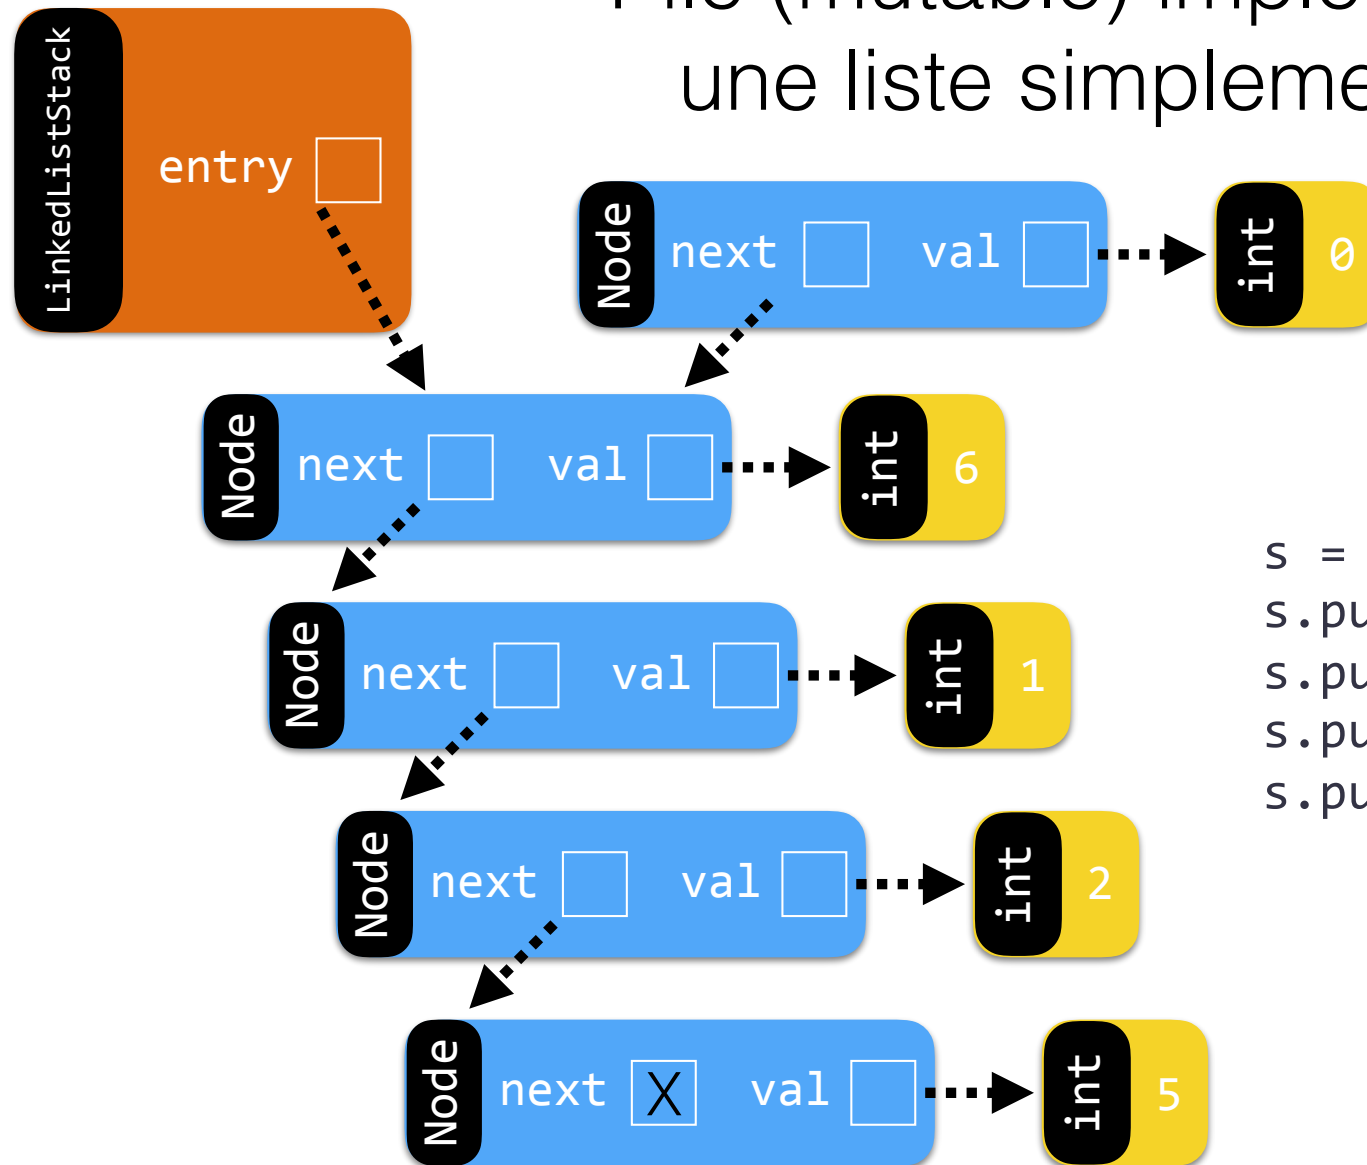 une liste
LinkedListStack
entry
Node next val int 0
Node next val int 6
s =
Node next val int 1
Node next val int 2
Node next X val int 5